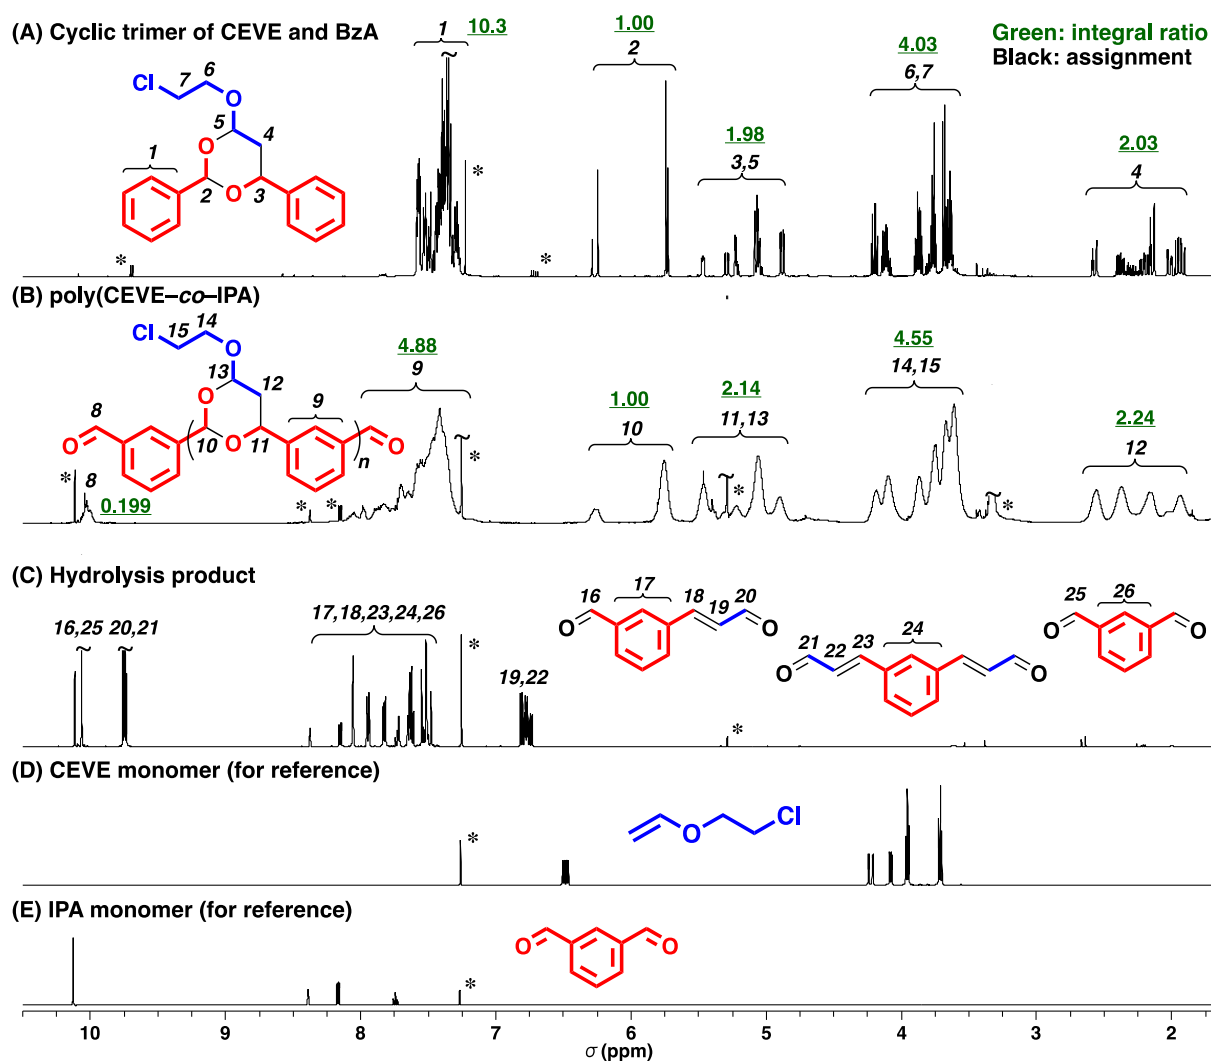 (A) Cyclic trimer of CEVE and BzA
Green: integral ratio
Black: assignment
1 10.3
1.00
2
4.03
6,7
1.98
3,5
2.03
4
6
7
Cl
O
5
4
O
1
2
O
3
*
*
*
(B) poly(CEVE–co–IPA)
14
Cl
15
O
13
12
O
9
8
O
10
O
11
O
n
4.88
9
1.00
10
2.14
11,13
4.55
14,15
2.24
12
*
8
0.199
*
*
*
*
*
(C) Hydrolysis product
16,25
20,21
17,18,23,24,26
*
19,22
*
16
17
18
19
20
O
O
21
22
23
24
O
O
25
26
O
O
(D) CEVE monomer (for reference)
*
O
Cl
(E) IPA monomer (for reference)
*
O
O
10 9 8 7 6 5 4 3 2
σ (ppm)